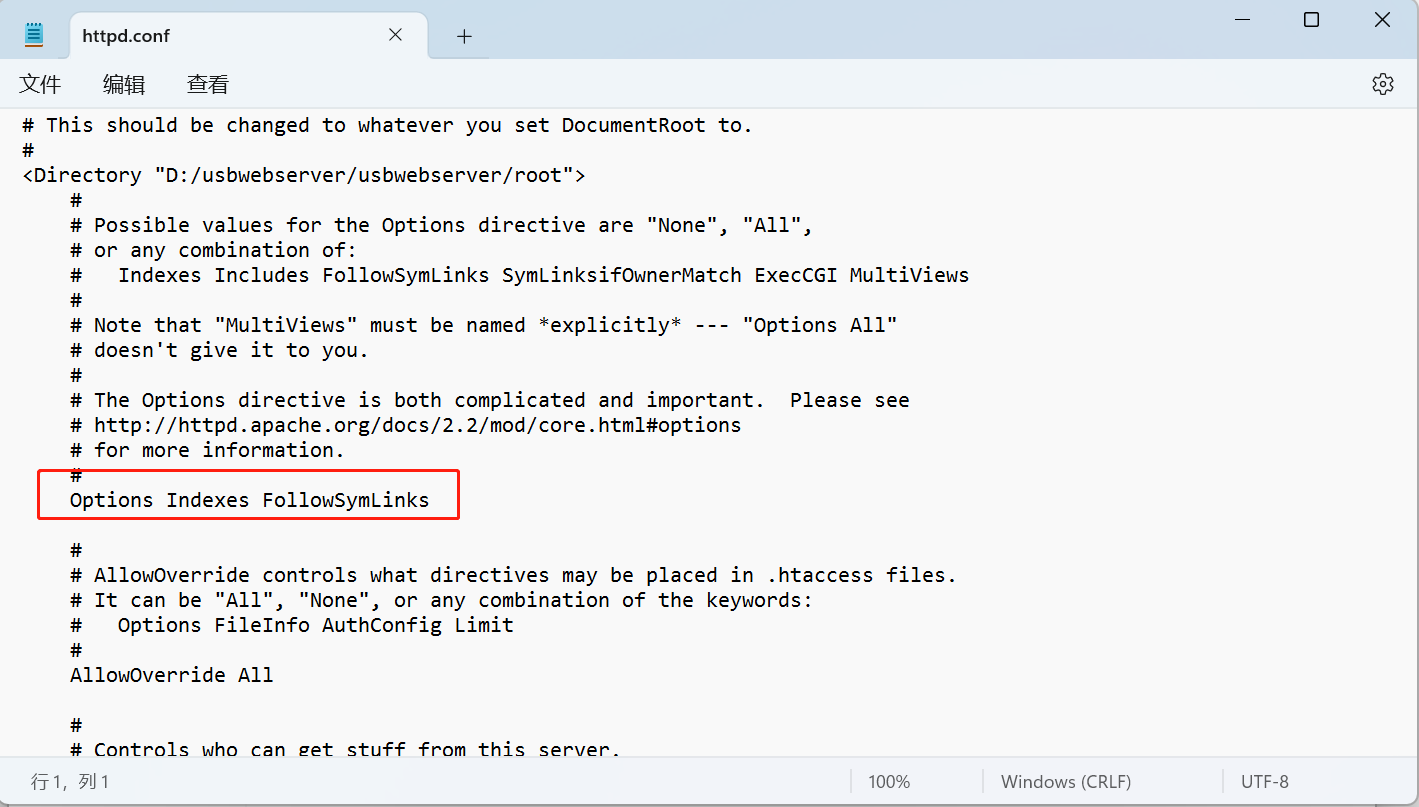 httpd.conf
文件 编辑 查看
# This should be changed to whatever you set DocumentRoot to.
#
<Directory "D:/usbwebserver/usbwebserver/root">
    #
    # Possible values for the Options directive are "None", "All",
    # or any combination of:
    #   Indexes Includes FollowSymLinks SymLinksifOwnerMatch ExecCGI MultiViews
    #
    # Note that "MultiViews" must be named *explicitly* --- "Options All"
    # doesn't give it to you.
    #
    # The Options directive is both complicated and important.  Please see
    # http://httpd.apache.org/docs/2.2/mod/core.html#options
    # for more information.
    #
    Options Indexes FollowSymLinks

    #
    # AllowOverride controls what directives may be placed in .htaccess files.
    # It can be "All", "None", or any combination of the keywords:
    #   Options FileInfo AuthConfig Limit
    #
    AllowOverride All

    #
    # Controls who can get stuff from this server.
行 1，列 1 100% Windows (CRLF) UTF-8